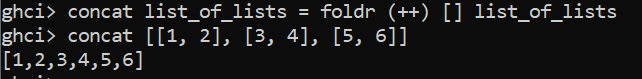 ghci> concat list_of_lists = foldr (++) [] list_of_lists
ghci> concat [[1, 2], [3, 4], [5, 6]]
[1,2,3,4,5,6]